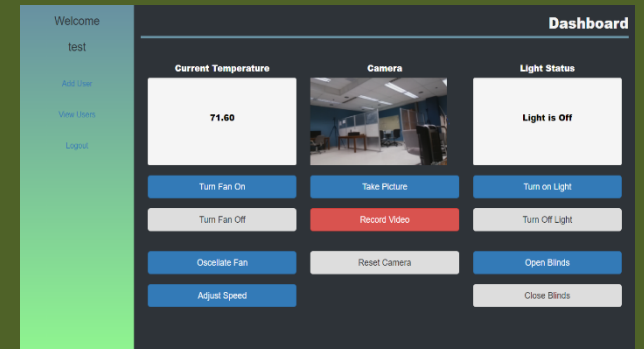 Welcome
test
Add User
View Users
Logout
Dashboard
Current Temperature
71.60
Turn Fan On
Turn Fan Off
Oscellate Fan
Adjust Speed
Camera
Take Picture
Record Video
Reset Camera
Light Status
Light is Off
Turn on Light
Turn Off Light
Open Blinds
Close Blinds